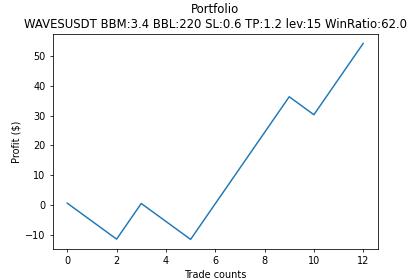 Portfolio
WAVESUSDT BBM:3.4 BBL:220 SL:0.6 TP:1.2 lev:15 WinRatio:62.0
50
40
30
20
10
0
−10
Profit ($)
0 2 4 6 8 10 12
Trade counts